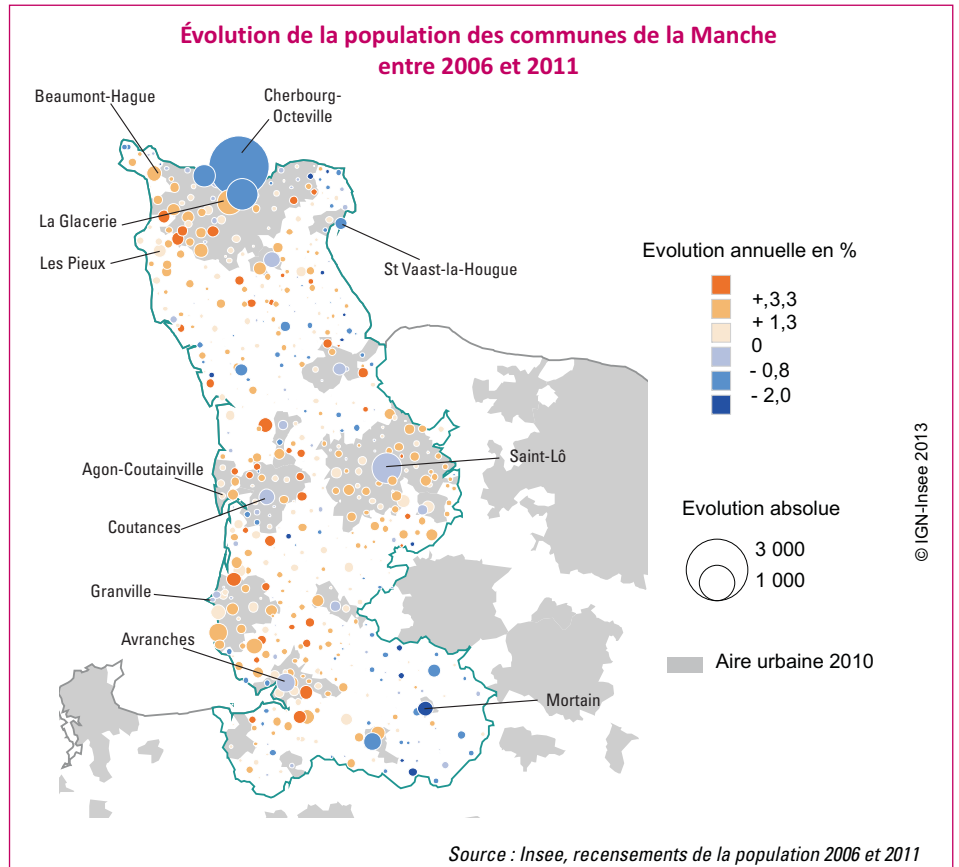 Évolution de la population des communes de la Manche
entre 2006 et 2011
Beaumont-Hague
Cherbourg-
Octeville
La Glacerie
Les Pieux
St Vaast-la-Hougue
Evolution annuelle en %
+,3,3
+ 1,3
0
- 0,8
- 2,0
Agon-Coutainville
Saint-Lô
Coutances
Evolution absolue
3 000
1 000
Granville
Avranches
Aire urbaine 2010
Mortain
© IGN-Insee 2013
Source : Insee, recensements de la population 2006 et 2011